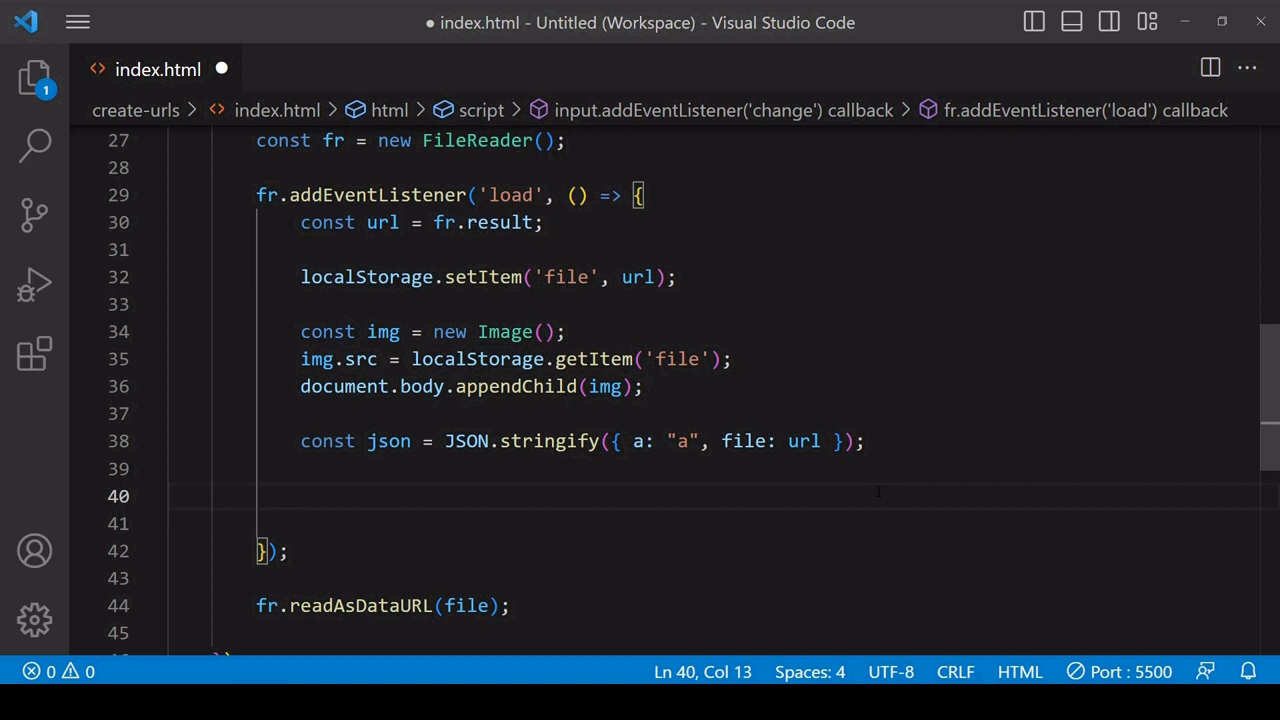 ● index.html - Untitled (Workspace) - Visual Studio Code
1
<> index.html ●
create-urls > <> index.html > html > script > input.addEventListener('change') callback > fr.addEventListener('load') callback
27 const fr = new FileReader();
28
29 fr.addEventListener('load', () => {
30 const url = fr.result;
31
32 localStorage.setItem('file', url);
33
34 const img = new Image();
35 img.src = localStorage.getItem('file');
36 document.body.appendChild(img);
37
38 const json = JSON.stringify({ a: "a", file: url });
39
40
41
42 });
43
44 fr.readAsDataURL(file);
45
0 0 Ln 40, Col 13 Spaces: 4 UTF-8 CRLF HTML Port : 5500